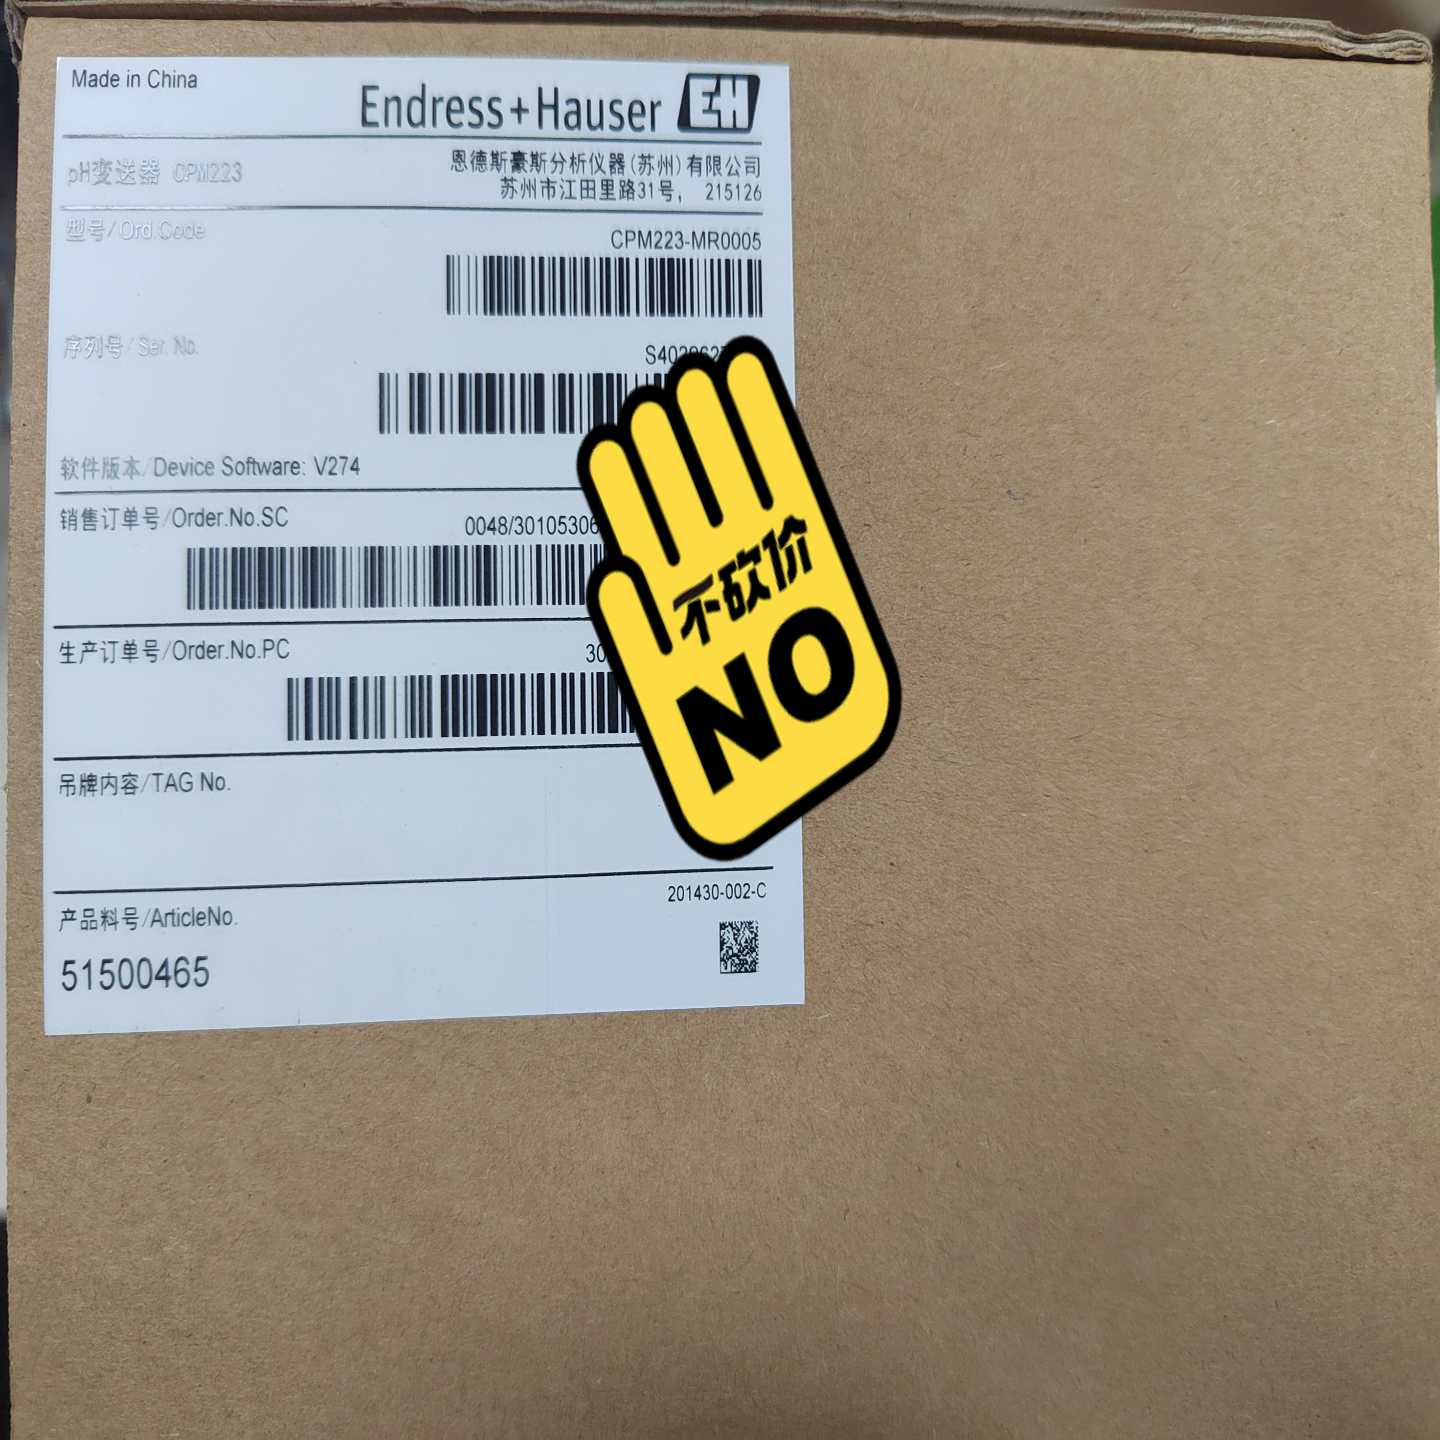 Made in China
Endress+Hauser EH
pH变送器 CPM223
恩德斯豪斯分析仪器(苏州)有限公司
苏州市江田里路31号， 215126
型号/Ord.Code
CPM223-MR0005
序列号/Ser. No.
软件版本/Device Software: V274
销售订单号/Order.No.SC
0048/30105306
生产订单号/Order.No.PC
30
吊牌内容/TAG No.
201430-002-C
产品料号/ArticleNo.
51500465
不砍价
NO